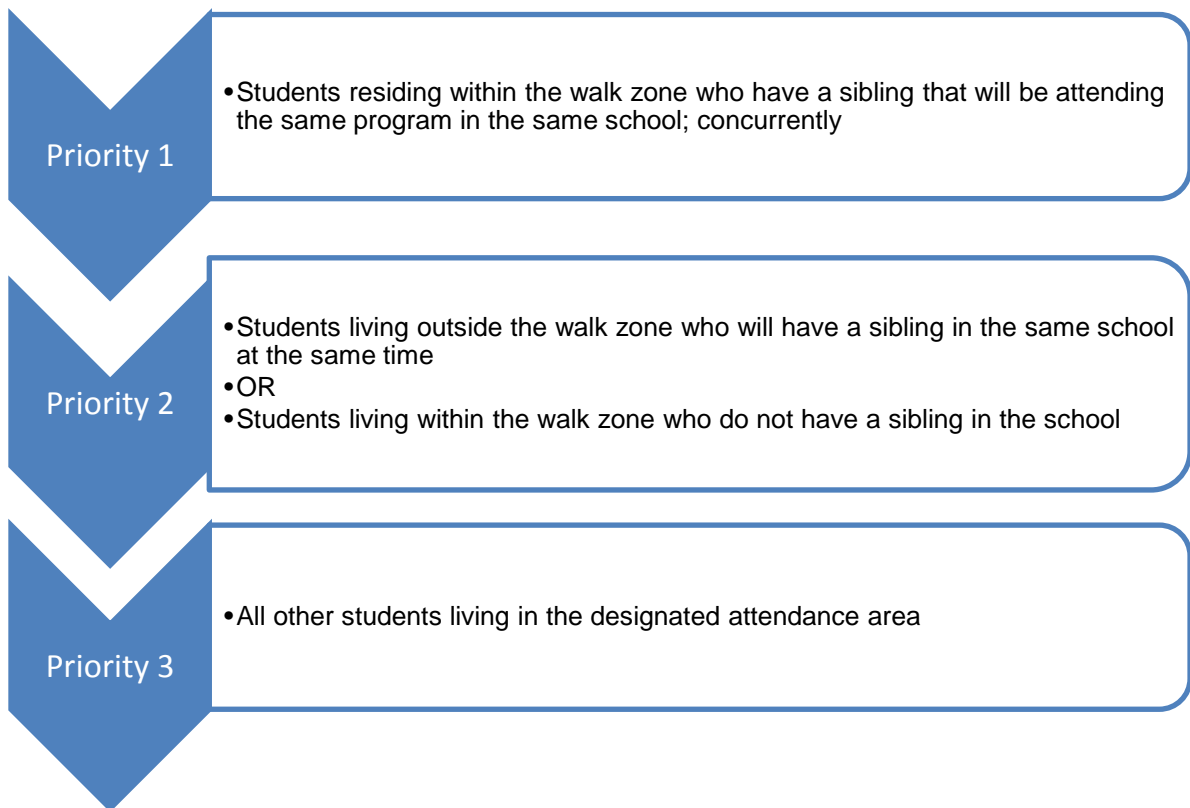 Priority 1
•Students residing within the walk zone who have a sibling that will be attending
the same program in the same school; concurrently
Priority 2
•Students living outside the walk zone who will have a sibling in the same school
at the same time
•OR
•Students living within the walk zone who do not have a sibling in the school
Priority 3
•All other students living in the designated attendance area